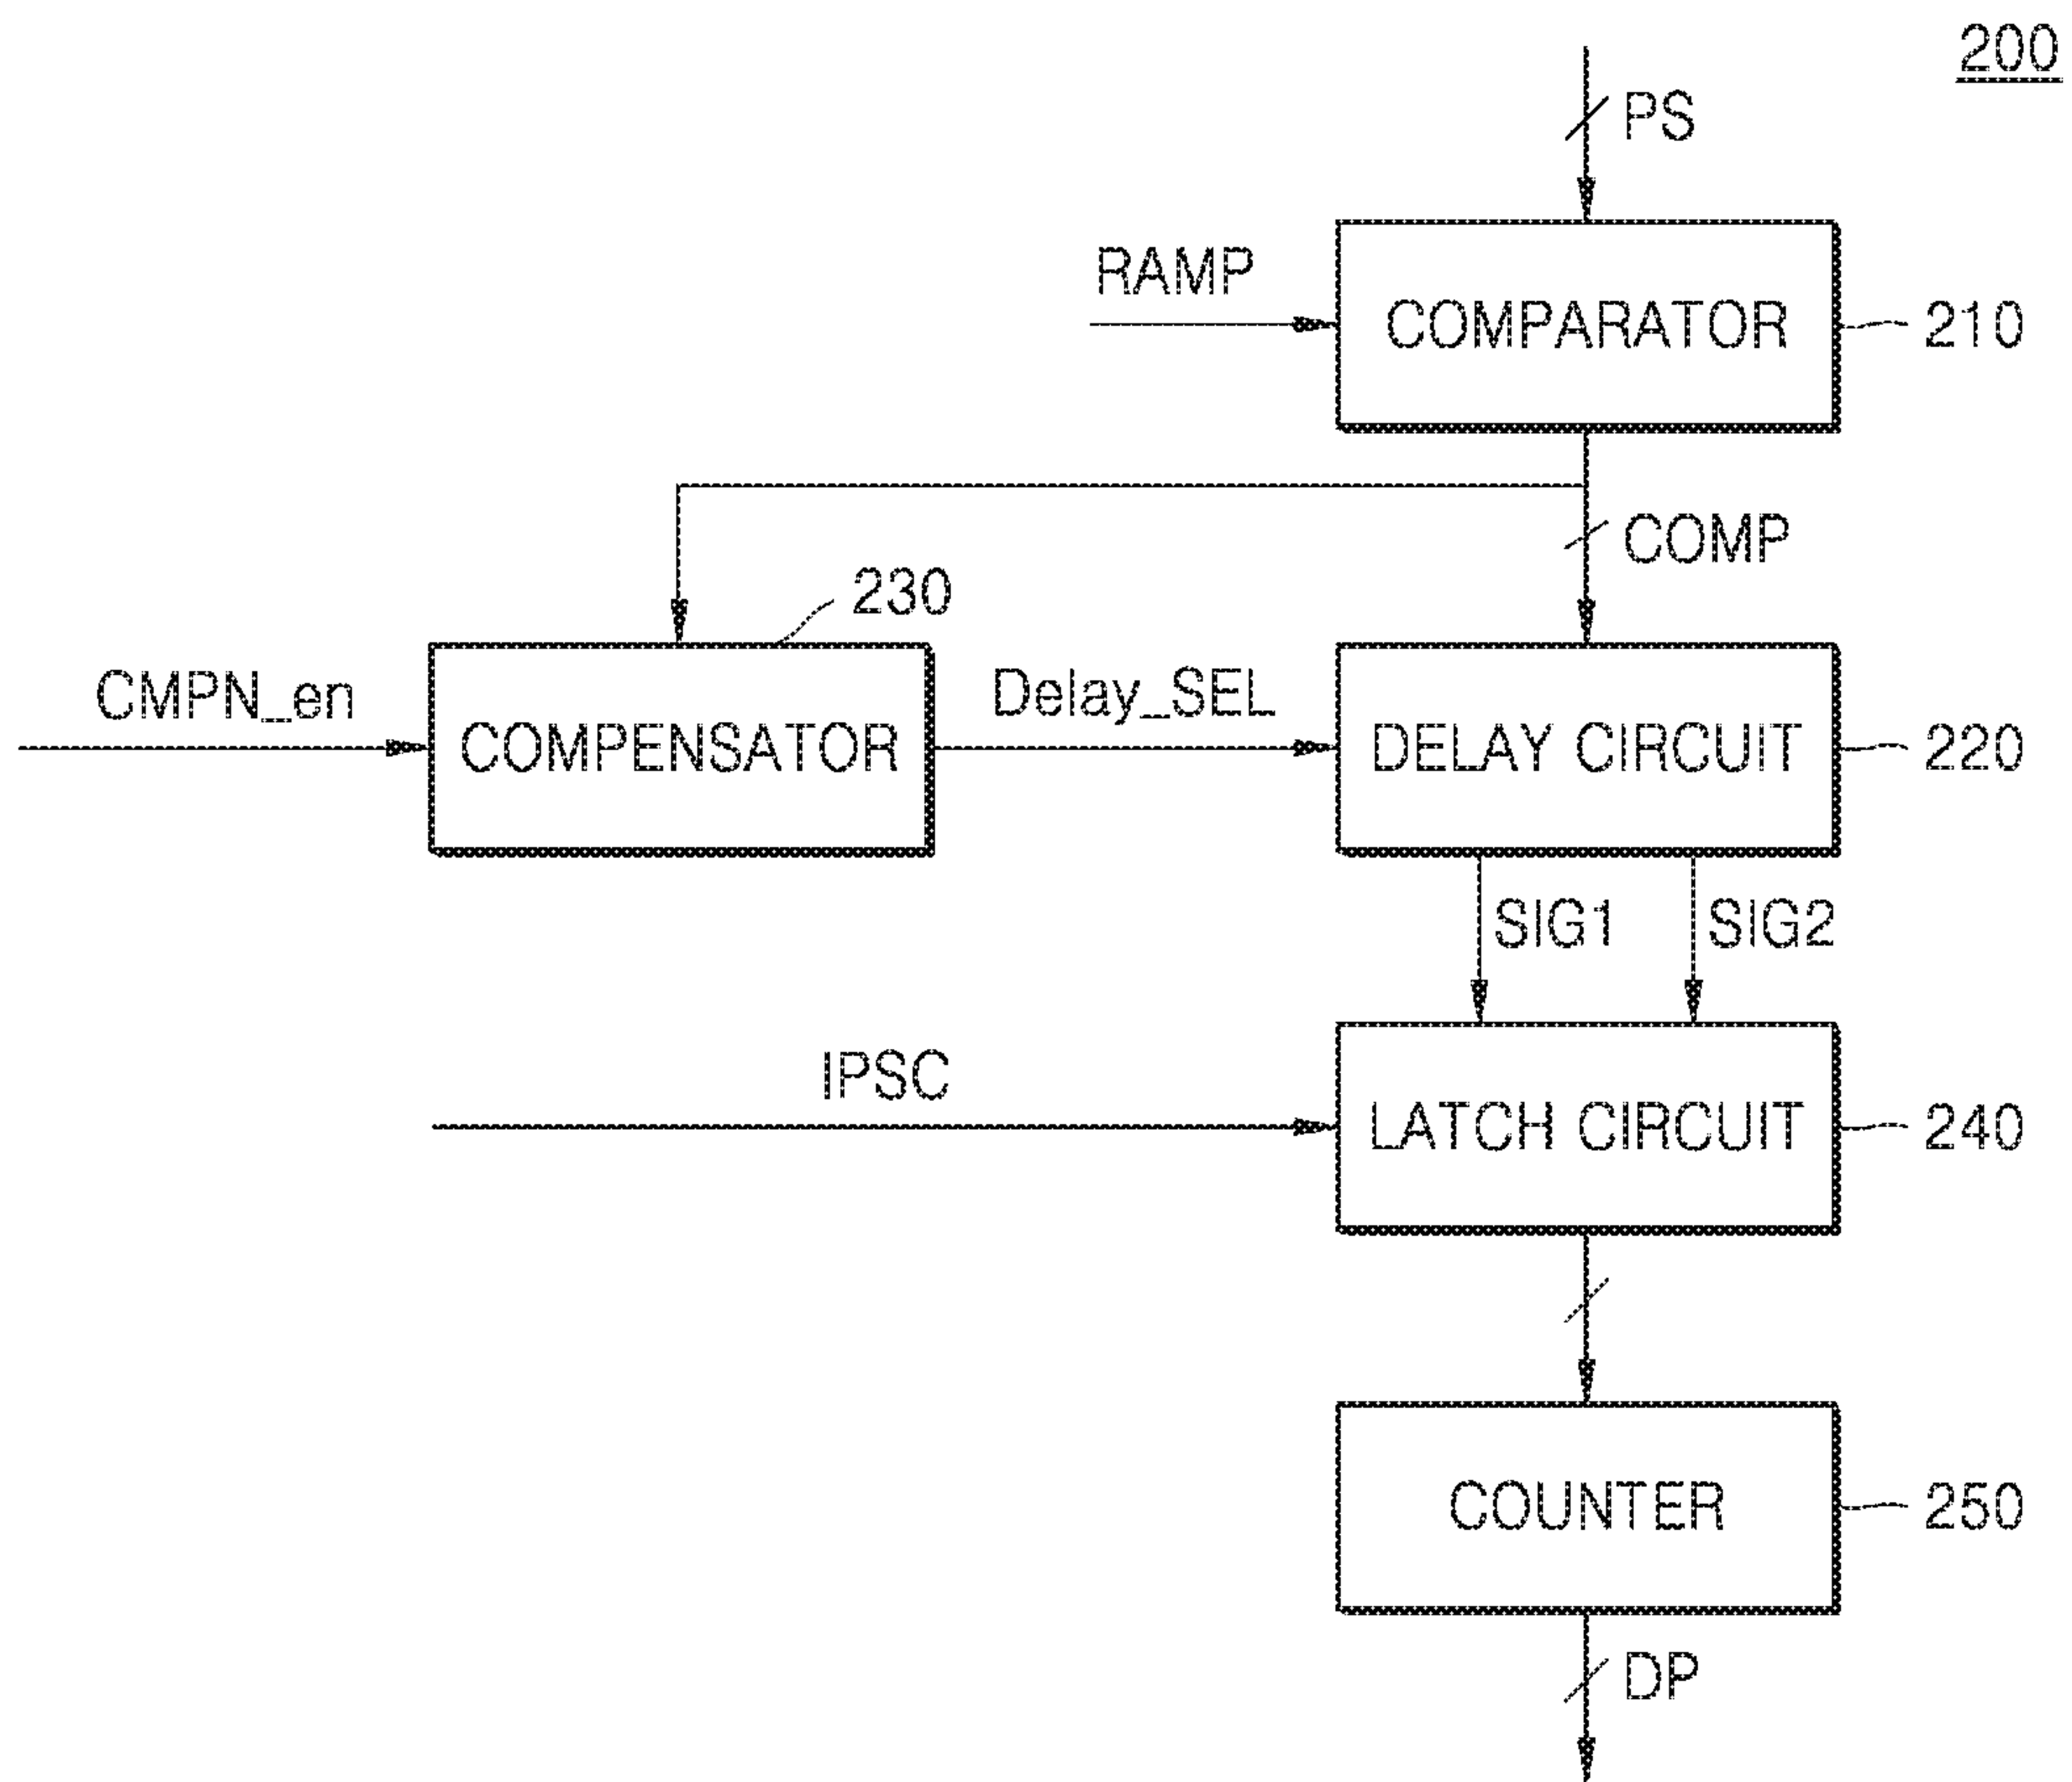 200
PS
RAMP
COMPARATOR
210
COMP
230
CMPN_en
COMPENSATOR
Delay_SEL
DELAY CIRCUIT
220
SIG1
SIG2
IPSC
LATCH CIRCUIT
240
COUNTER
250
DP